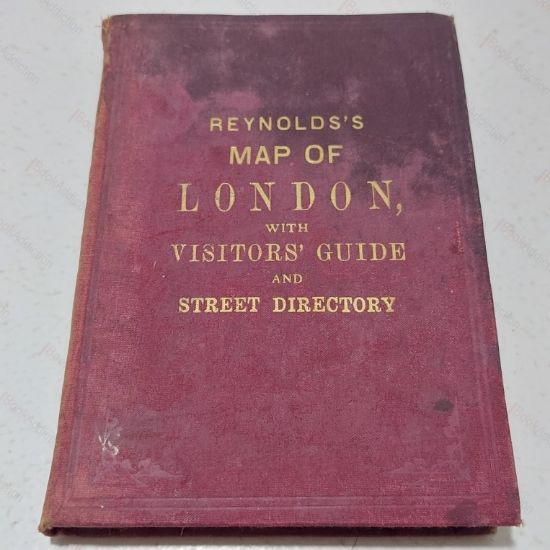 REYNOLDS'S
MAP OF
LONDON,
WITH
VISITORS' GUIDE
AND
STREET DIRECTORY